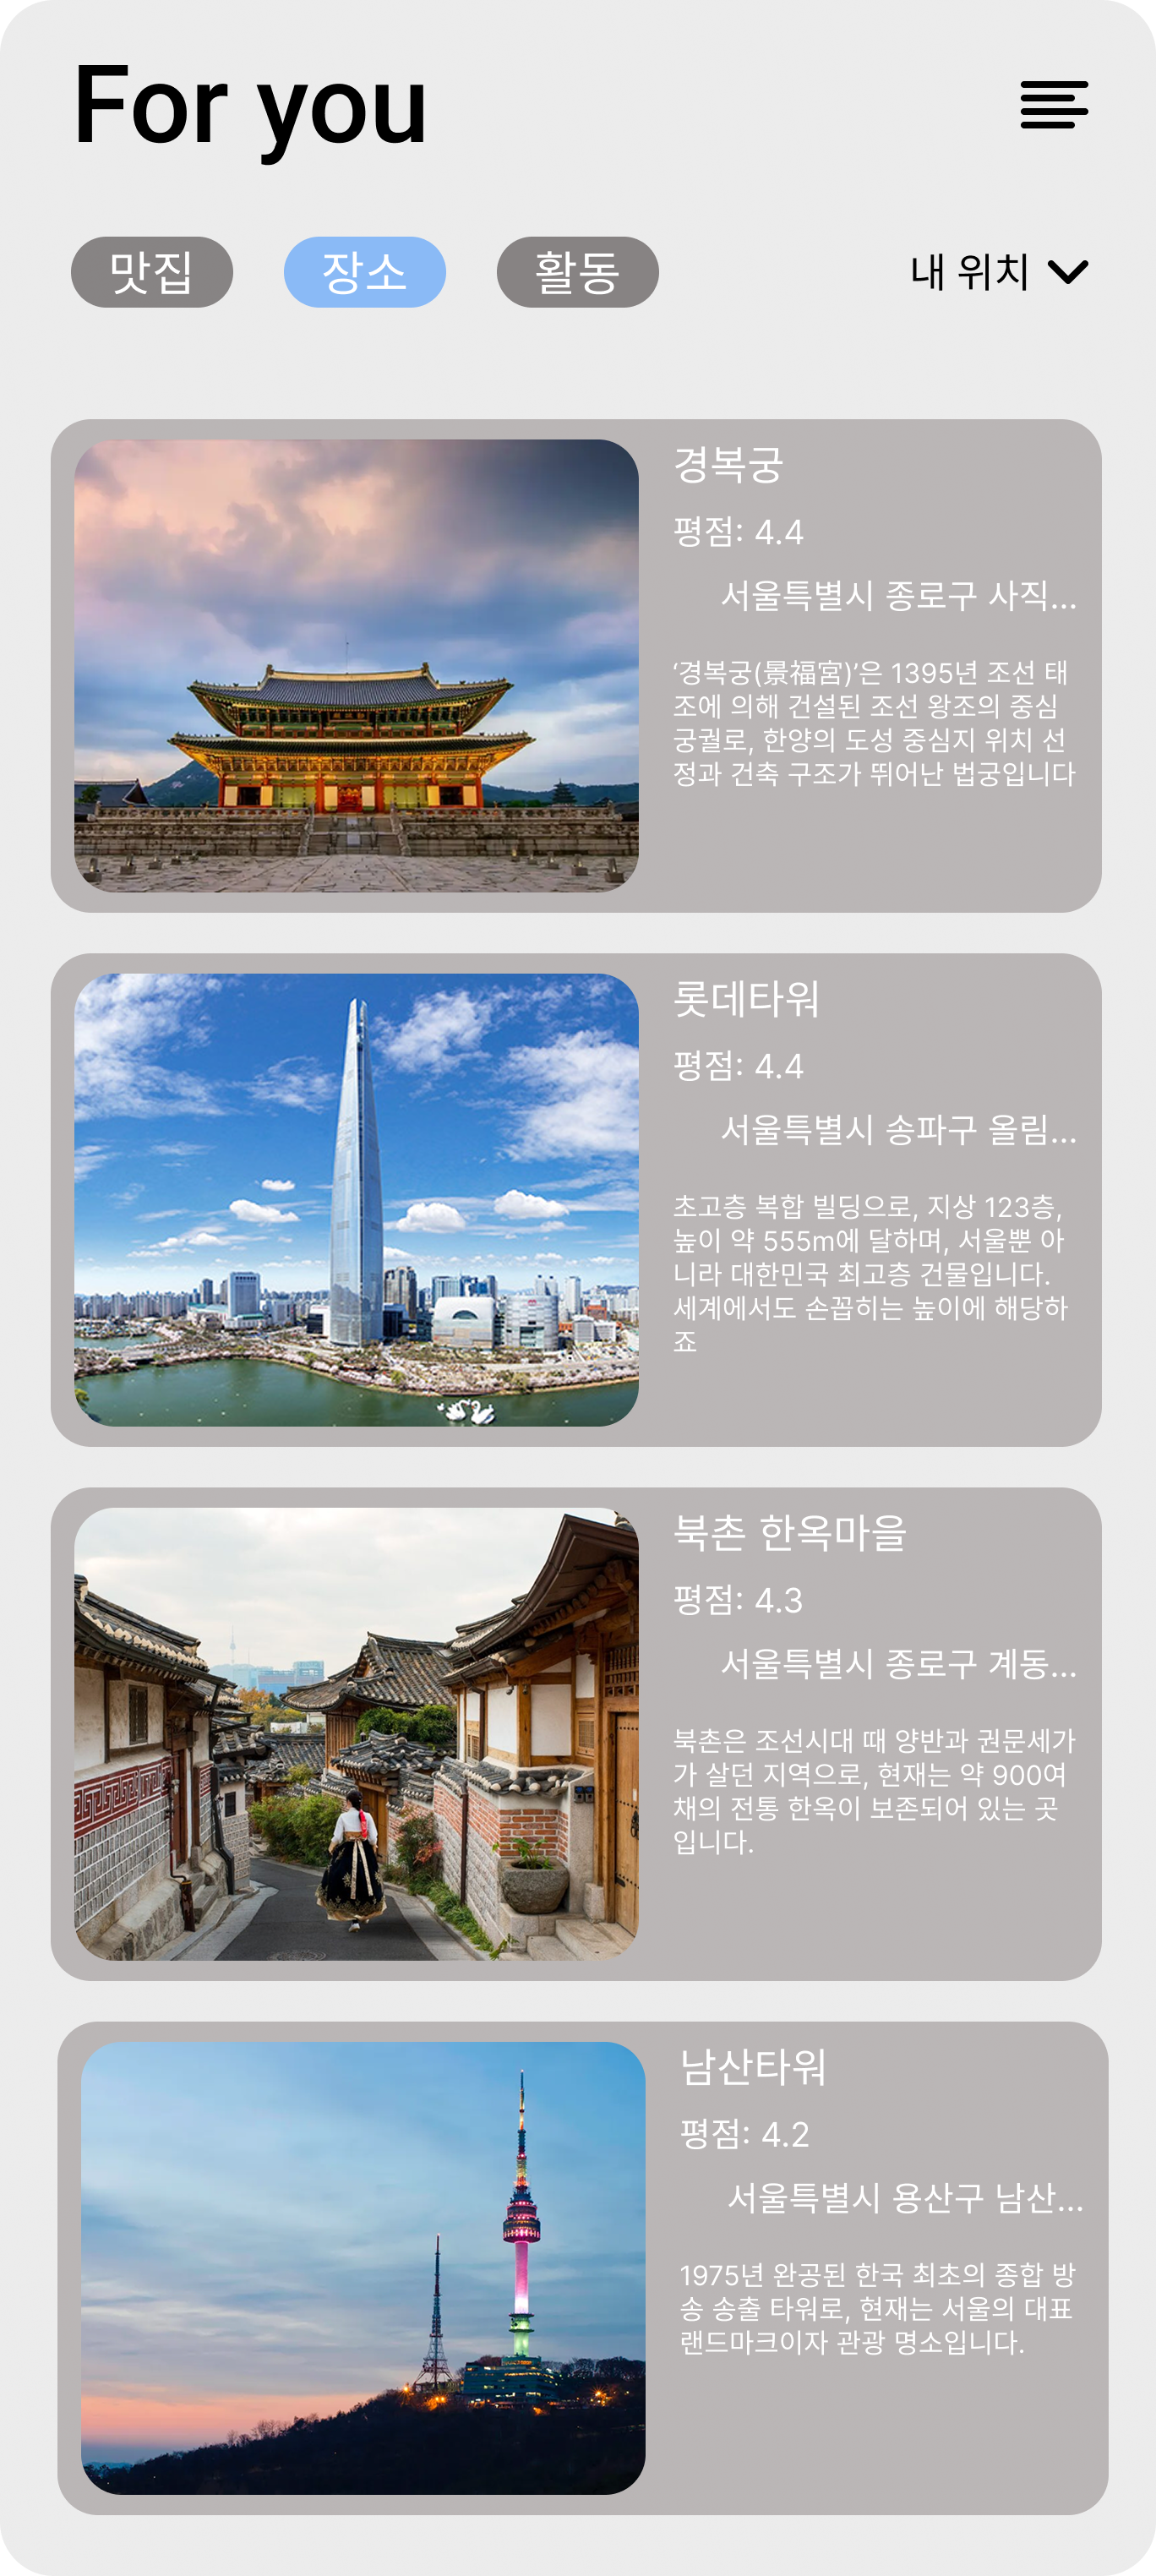 For you
맛집 장소 활동 내 위치
경복궁
평점: 4.4
서울특별시 종로구 사직...
‘경복궁(景福宮)’은 1395년 조선 태
조에 의해 건설된 조선 왕조의 중심
궁궐로, 한양의 도성 중심지 위치 선
정과 건축 구조가 뛰어난 법궁입니다
롯데타워
평점: 4.4
서울특별시 송파구 올림...
초고층 복합 빌딩으로, 지상 123층,
높이 약 555m에 달하며, 서울뿐 아
니라 대한민국 최고층 건물입니다.
세계에서도 손꼽히는 높이에 해당하
죠
북촌 한옥마을
평점: 4.3
서울특별시 종로구 계동...
북촌은 조선시대 때 양반과 권문세가
가 살던 지역으로, 현재는 약 900여
채의 전통 한옥이 보존되어 있는 곳
입니다.
남산타워
평점: 4.2
서울특별시 용산구 남산...
1975년 완공된 한국 최초의 종합 방
송 송출 타워로, 현재는 서울의 대표
랜드마크이자 관광 명소입니다.